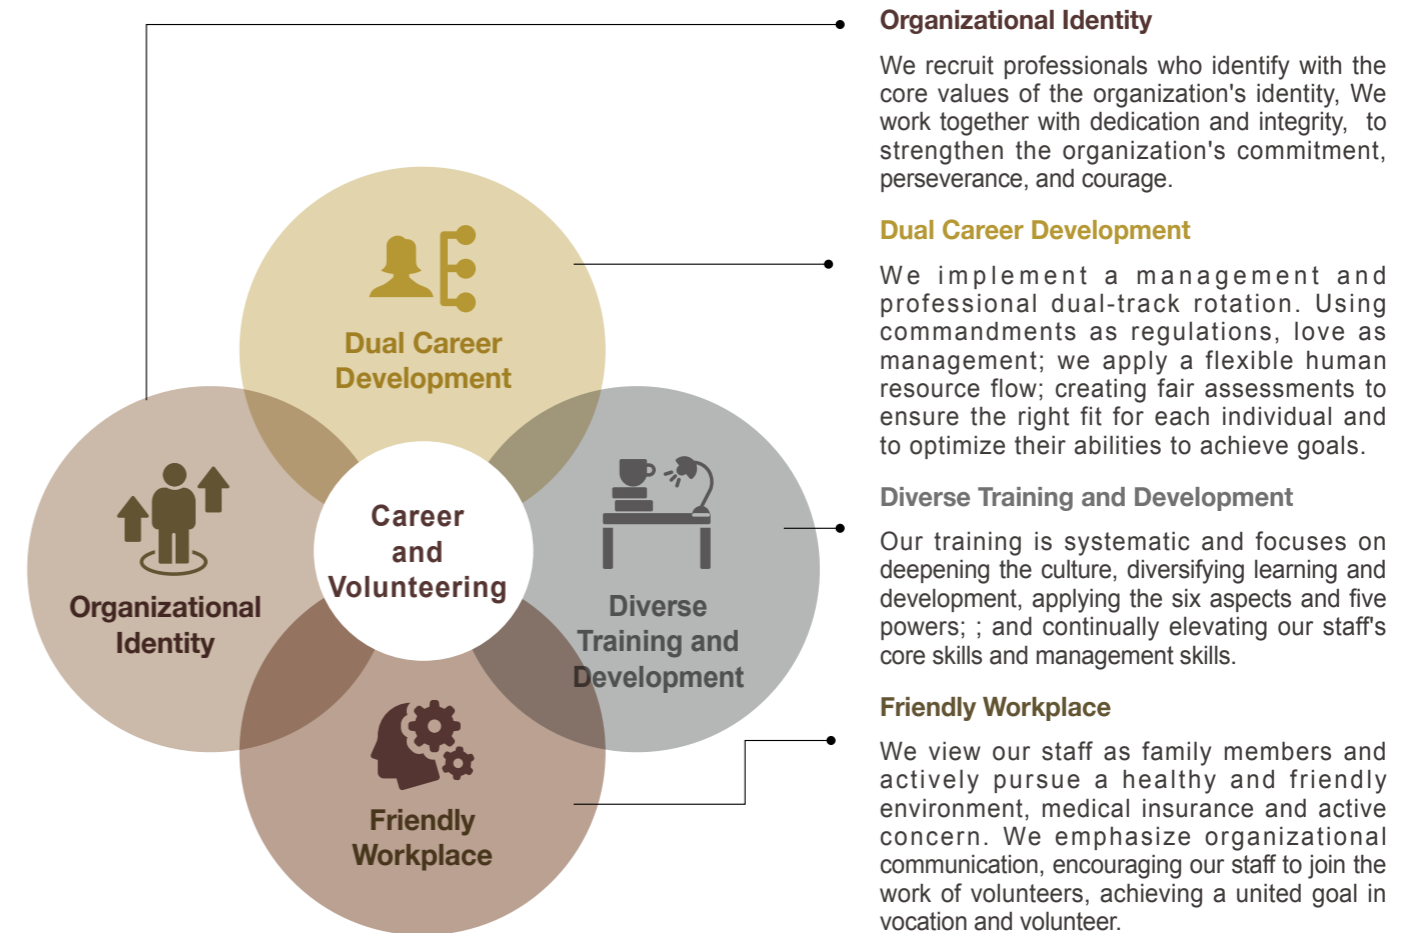 Organizational Identity
We recruit professionals who identify with the
core values of the organization's identity, We
work together with dedication and integrity, to
strengthen the organization's commitment,
perseverance, and courage.
Dual Career Development
We implement a management and
professional dual-track rotation. Using
commandments as regulations, love as
management; we apply a flexible human
resource flow; creating fair assessments to
ensure the right fit for each individual and
to optimize their abilities to achieve goals.
Diverse Training and Development
Our training is systematic and focuses on
deepening the culture, diversifying learning and
development, applying the six aspects and five
powers; ; and continually elevating our staff's
core skills and management skills.
Friendly Workplace
We view our staff as family members and
actively pursue a healthy and friendly
environment, medical insurance and active
concern. We emphasize organizational
communication, encouraging our staff to join the
work of volunteers, achieving a united goal in
vocation and volunteer.
Dual Career
Development
Organizational
Identity
Career
and
Volunteering
Diverse
Training and
Development
Friendly
Workplace